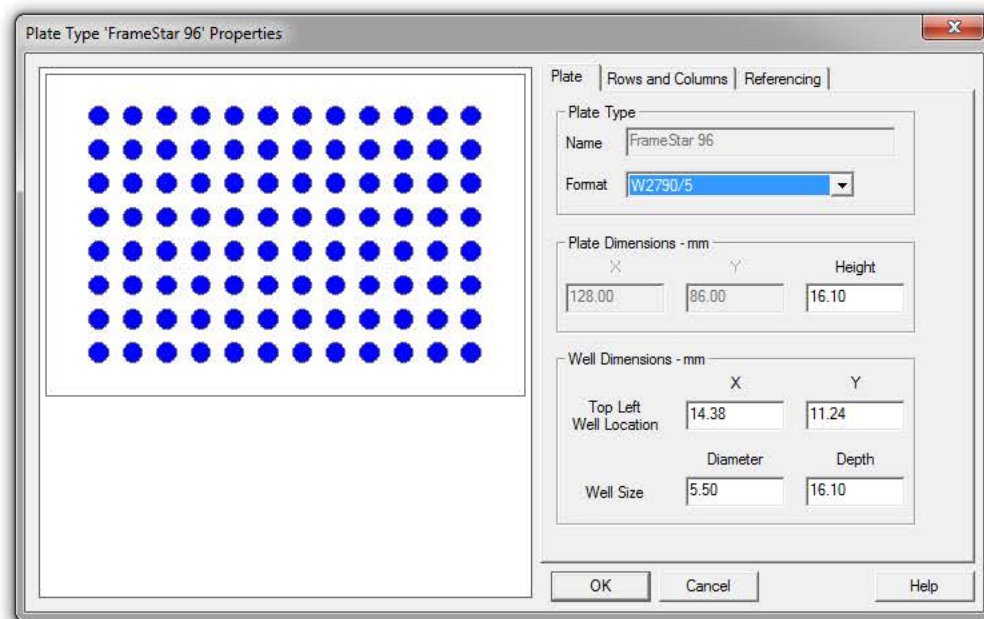 Plate Type 'FrameStar 96' Properties
Plate
Rows and Columns
Referencing
Plate Type
Name
FrameStar 96
Format
W2790/5
Plate Dimensions - mm
X
Y
Height
128.00
86.00
16.10
Well Dimensions - mm
X
Y
Top Left
Well Location
14.38
11.24
Diameter
Depth
Well Size
5.50
16.10
OK
Cancel
Help